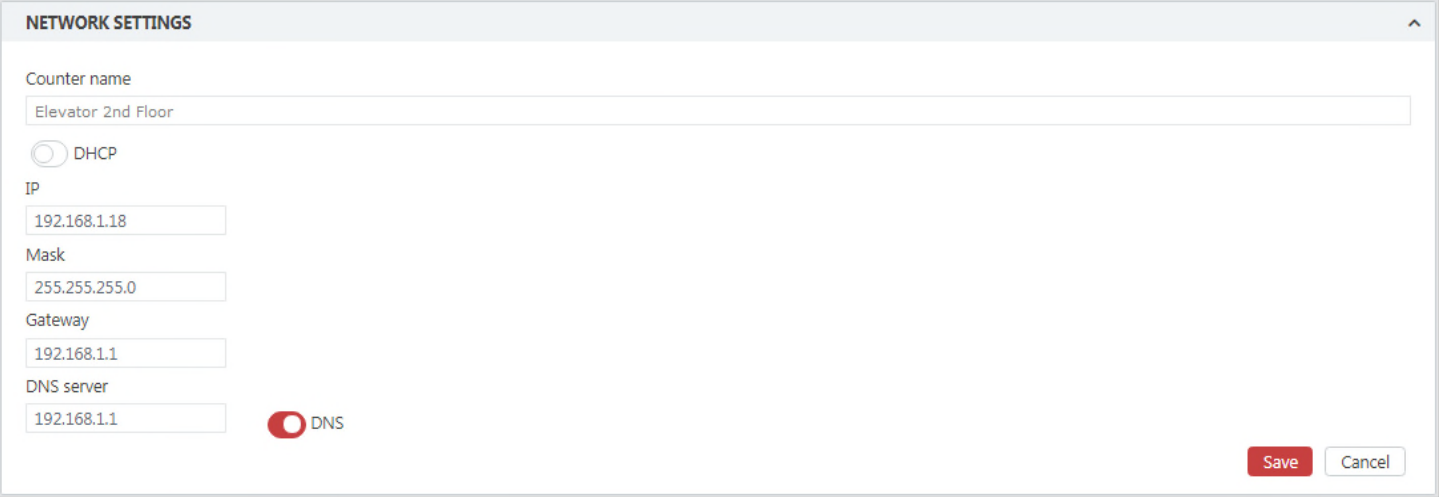 NETWORK SETTINGS
Counter name
Elevator 2nd Floor
DHCP
IP
192.168.1.18
Mask
255.255.255.0
Gateway
192.168.1.1
DNS server
192.168.1.1 DNS
Save Cancel